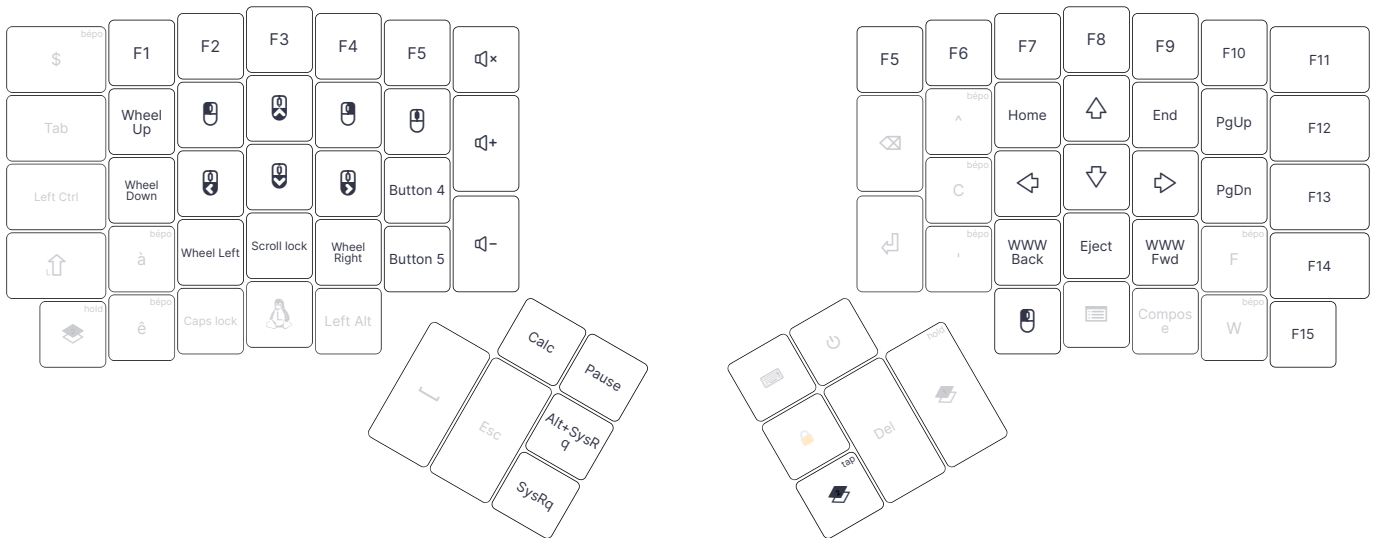 bépo
$
F1
F2
F3
F4
F5
F5
F6
F7
F8
F9
F10
F11
Tab
Wheel
Up
bépo
^
Home
End
PgUp
F12
Left Ctrl
Wheel
Down
Button 4
bépo
C
PgDn
F13
bépo
à
Wheel Left
Scroll lock
Wheel
Right
Button 5
bépo
'
WWW
Back
Eject
WWW
Fwd
bépo
F
F14
hold
bépo
ê
Caps lock
Left Alt
Compos
e
bépo
W
F15
Calc
Pause
Esc
Alt+SysR
q
SysRq
hold
Del
tap